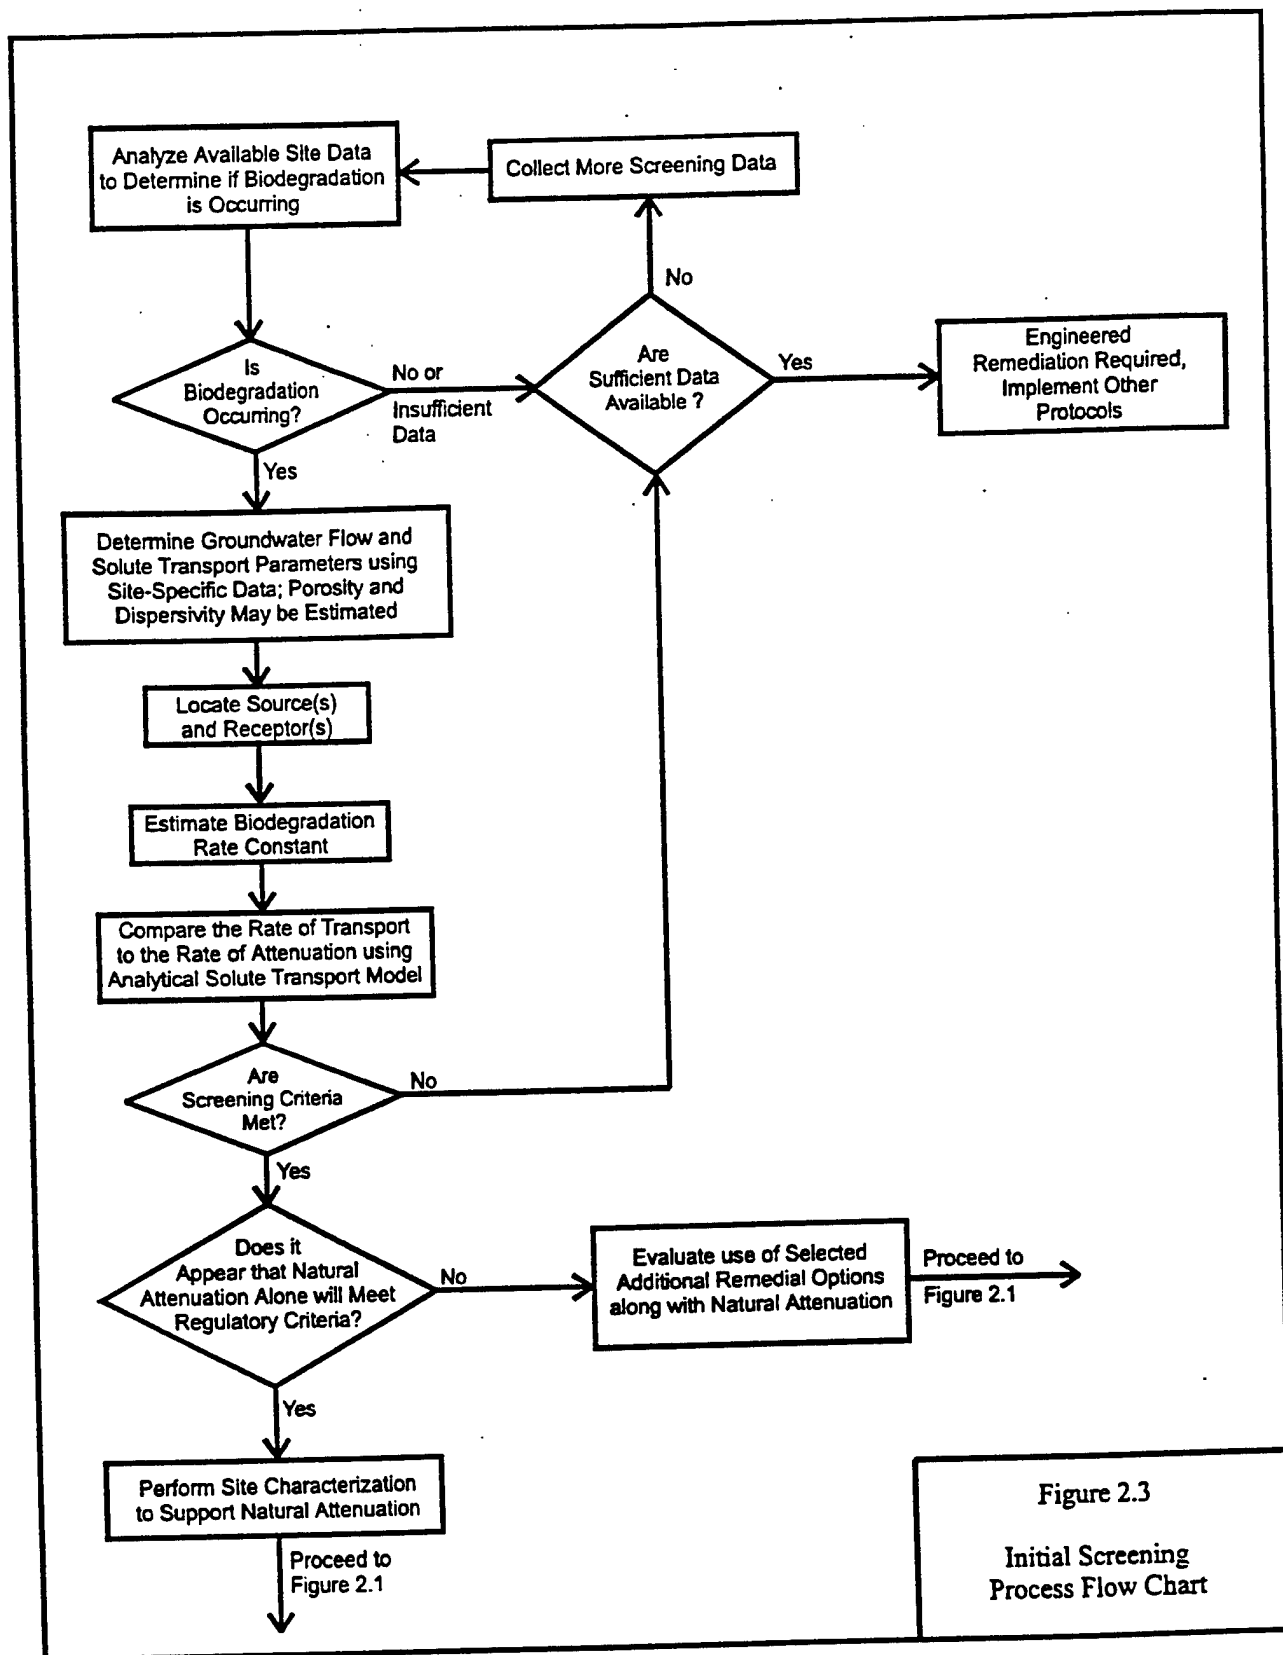 Analyze Available Site Data
to Determine if Biodegradation
is Occurring
Collect More Screening Data
No
Is
Biodegradation
Occurring?
No or
Insufficient
Data
Are
Sufficient Data
Available ?
Yes
Engineered
Remediation Required,
Implement Other
Protocols
Yes
Determine Groundwater Flow and
Solute Transport Parameters using
Site-Specific Data; Porosity and
Dispersivity May be Estimated
Locate Source(s)
and Receptor(s)
Estimate Biodegradation
Rate Constant
Compare the Rate of Transport
to the Rate of Attenuation using
Analytical Solute Transport Model
Are
Screening Criteria
Met?
No
Yes
Does it
Appear that Natural
Attenuation Alone will Meet
Regulatory Criteria?
No
Evaluate use of Selected
Additional Remedial Options
along with Natural Attenuation
Proceed to
Figure 2.1
Yes
Perform Site Characterization
to Support Natural Attenuation
Proceed to
Figure 2.1
Figure 2.3
Initial Screening
Process Flow Chart